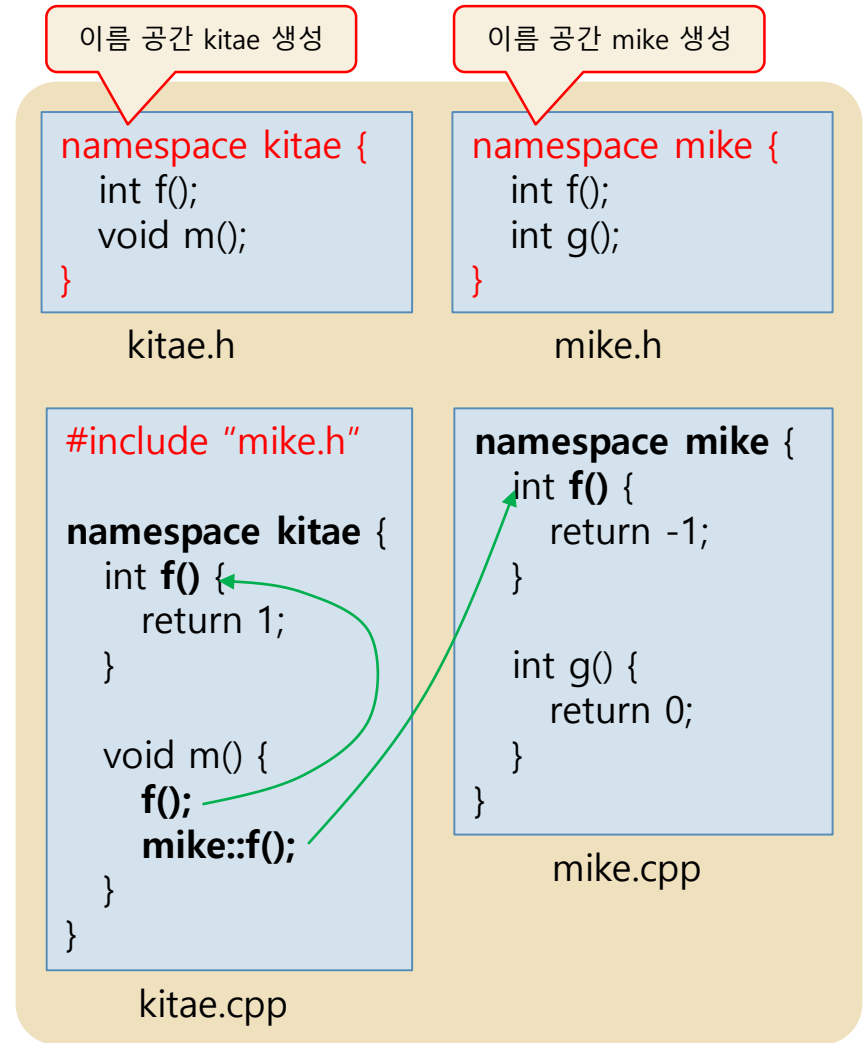 이름 공간 kitae 생성
이름 공간 mike 생성
namespace kitae {
int f();
void m();
}
kitae.h
namespace mike {
int f();
int g();
}
mike.h
#include “mike.h”
namespace kitae {
int f() {
return 1;
}
void m() {
f();
mike::f();
}
}
kitae.cpp
namespace mike {
int f() {
return -1;
}
int g() {
return 0;
}
}
mike.cpp